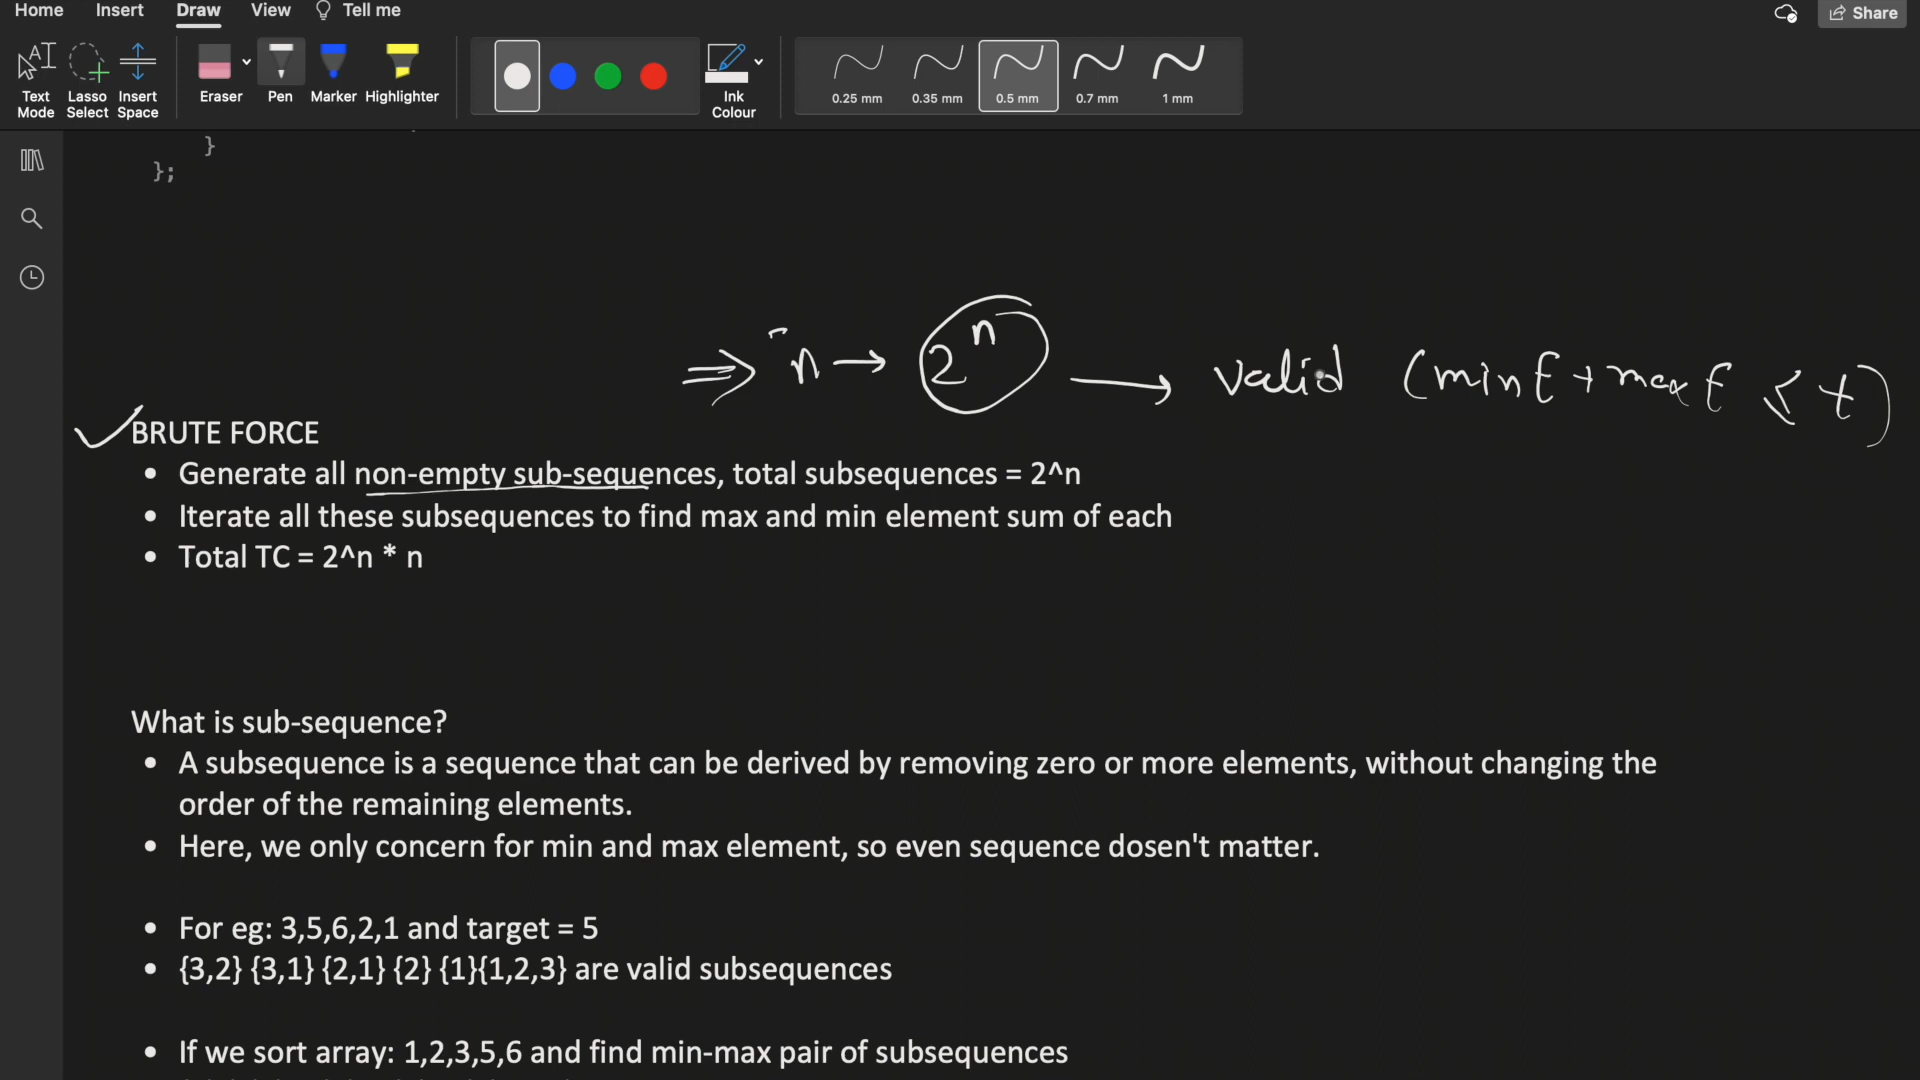 Home Insert Draw View Tell me Share
Text Mode Lasso Select Insert Space Eraser Pen Marker Highlighter Ink Colour 0.25 mm 0.35 mm 0.5 mm 0.7 mm 1 mm
}
};
⇒ n → 2^n → valid (minE + maxE < t)
BRUTE FORCE
• Generate all non-empty sub-sequences, total subsequences = 2^n
• Iterate all these subsequences to find max and min element sum of each
• Total TC = 2^n * n
What is sub-sequence?
• A subsequence is a sequence that can be derived by removing zero or more elements, without changing the
order of the remaining elements.
• Here, we only concern for min and max element, so even sequence dosen't matter.
• For eg: 3,5,6,2,1 and target = 5
• {3,2} {3,1} {2,1} {2} {1}{1,2,3} are valid subsequences
• If we sort array: 1,2,3,5,6 and find min-max pair of subsequences